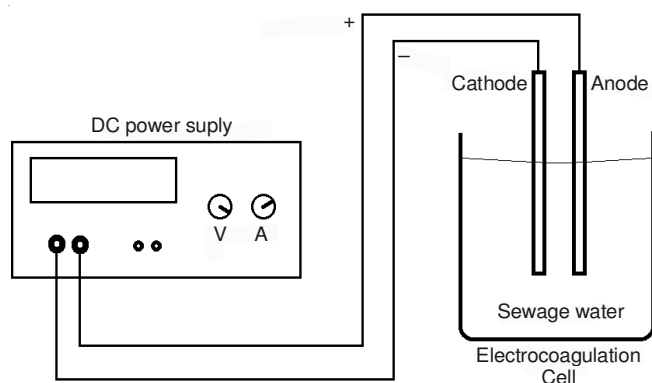 +
–
Cathode
Anode
DC power suply
V
A
Sewage water
Electrocoagulation
Cell